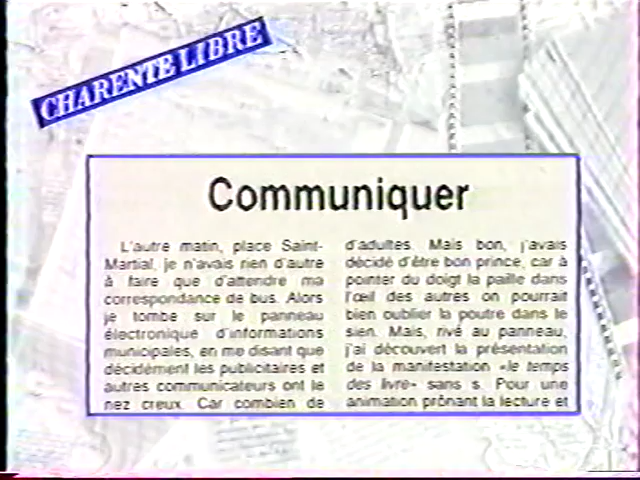 CHARENTE LIBRE
Communiquer
L'autre matin, place Saint-
Martial, je n'avais rien d'autre
à faire que d'attendre ma
correspondance de bus. Alors
je tombe sur le panneau
électronique d'informations
municipales, en me disant que
décidément les publicitaires et
autres communicateurs ont le
nez creux. Car combien de
d'adultes. Mais bon, j'avais
décidé d'être bon prince, car à
pointer du doigt la paille dans
l'œil des autres on pourrait
bien oublier la poutre dans le
sien. Mais, rivé au panneau,
j'ai découvert la présentation
de la manifestation «le temps
des livre» sans s. Pour une
animation prônant la lecture et